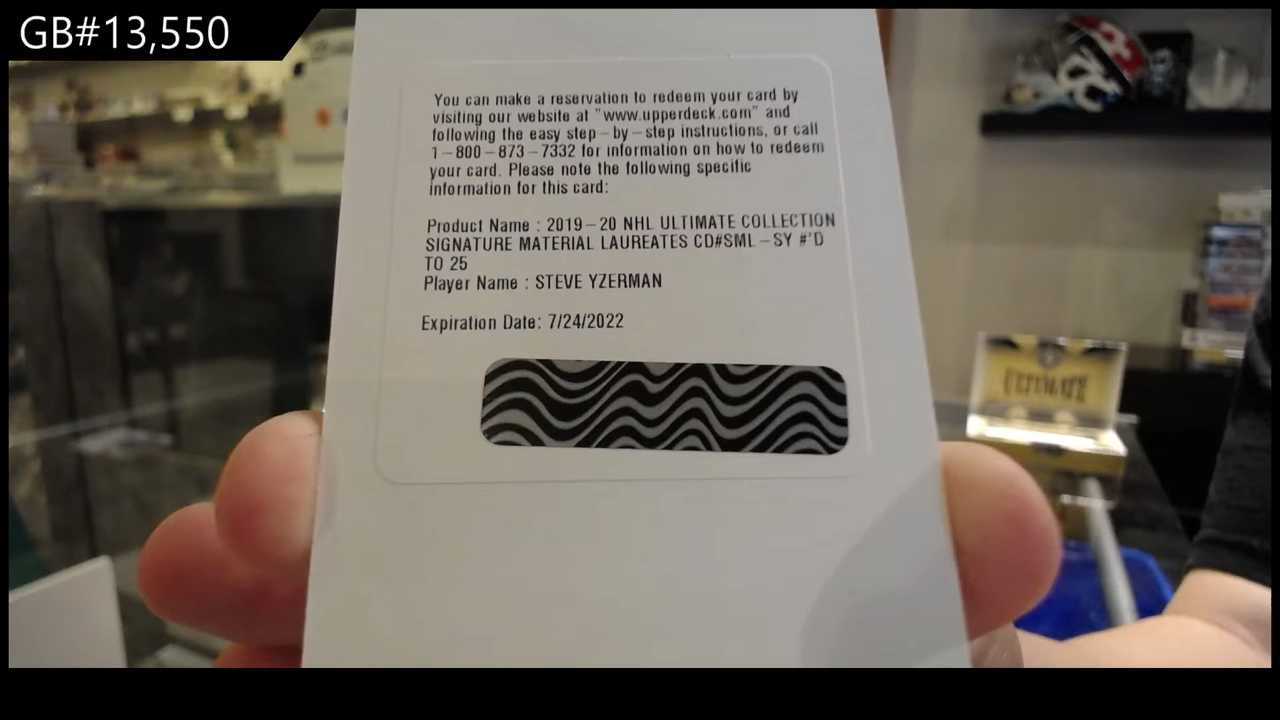 GB#13,550
You can make a reservation to redeem your card by
visiting our website at "www.upperdeck.com" and
following the easy step-by-step instructions, or call
1-800-873-7332 for information on how to redeem
your card. Please note the following specific
information for this card:
Product Name : 2019-20 NHL ULTIMATE COLLECTION
SIGNATURE MATERIAL LAUREATES CD#SML-SY #'D
TO 25
Player Name : STEVE YZERMAN
Expiration Date: 7/24/2022
ULTIMATE